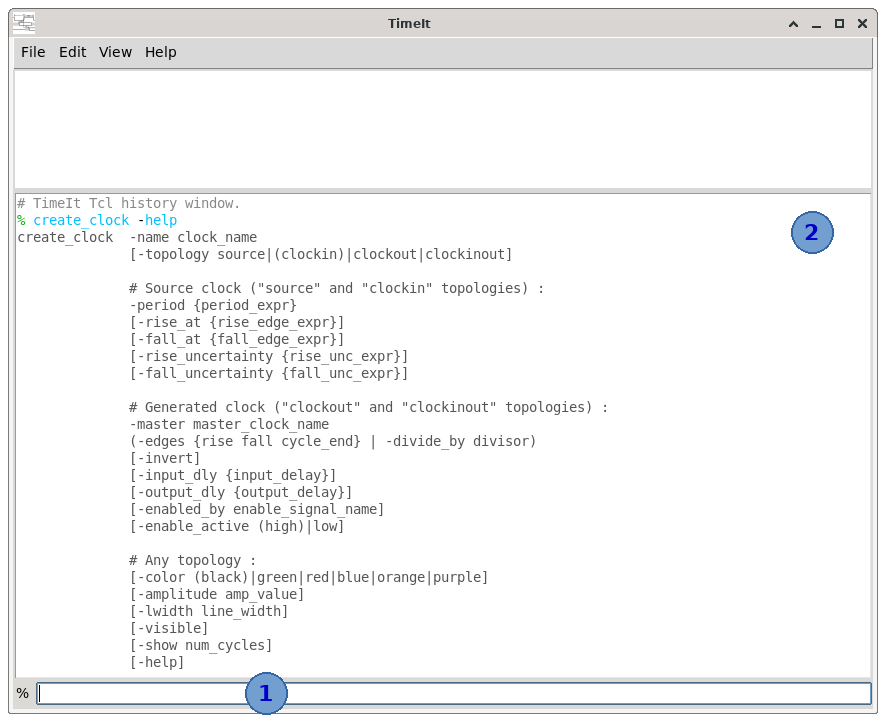 TimeIt
File Edit View Help
# TimeIt Tcl history window.
% create_clock -help
create_clock  -name clock_name
[-topology source|(clockin)|clockout|clockinout]
# Source clock ("source" and "clockin" topologies) :
-period {period_expr}
[-rise_at {rise_edge_expr}]
[-fall_at {fall_edge_expr}]
[-rise_uncertainty {rise_unc_expr}]
[-fall_uncertainty {fall_unc_expr}]
# Generated clock ("clockout" and "clockinout" topologies) :
-master master_clock_name
(-edges {rise fall cycle_end} | -divide_by divisor)
[-invert]
[-input_dly {input_delay}]
[-output_dly {output_delay}]
[-enabled_by enable_signal_name]
[-enable_active (high)|low]
# Any topology :
[-color (black)|green|red|blue|orange|purple]
[-amplitude amp_value]
[-lwidth line_width]
[-visible]
[-show num_cycles]
[-help]
2
%
1